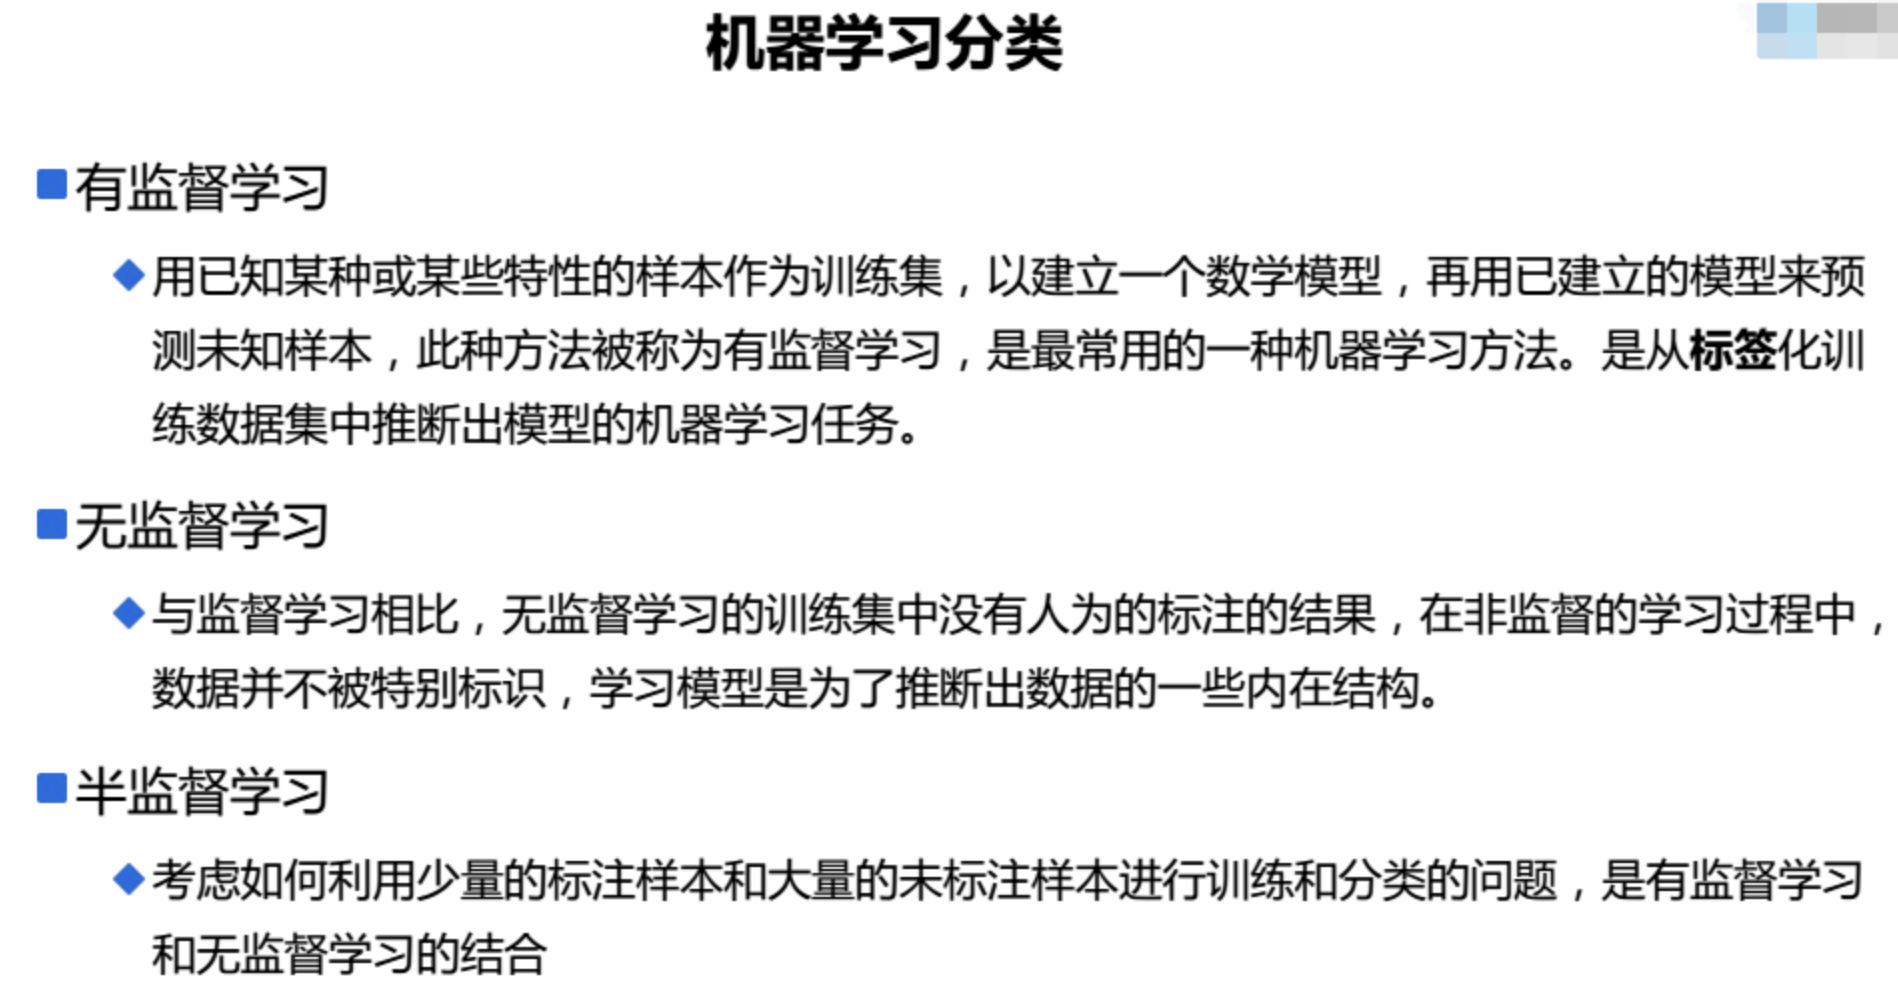 机器学习分类
有监督学习
用已知某种或某些特性的样本作为训练集，以建立一个数学模型，再用已建立的模型来预
测未知样本，此种方法被称为有监督学习，是最常用的一种机器学习方法。是从标签化训
练数据集中推断出模型的机器学习任务。
无监督学习
与监督学习相比，无监督学习的训练集中没有人为的标注的结果，在非监督的学习过程中，
数据并不被特别标识，学习模型是为了推断出数据的一些内在结构。
半监督学习
考虑如何利用少量的标注样本和大量的未标注样本进行训练和分类的问题，是有监督学习
和无监督学习的结合